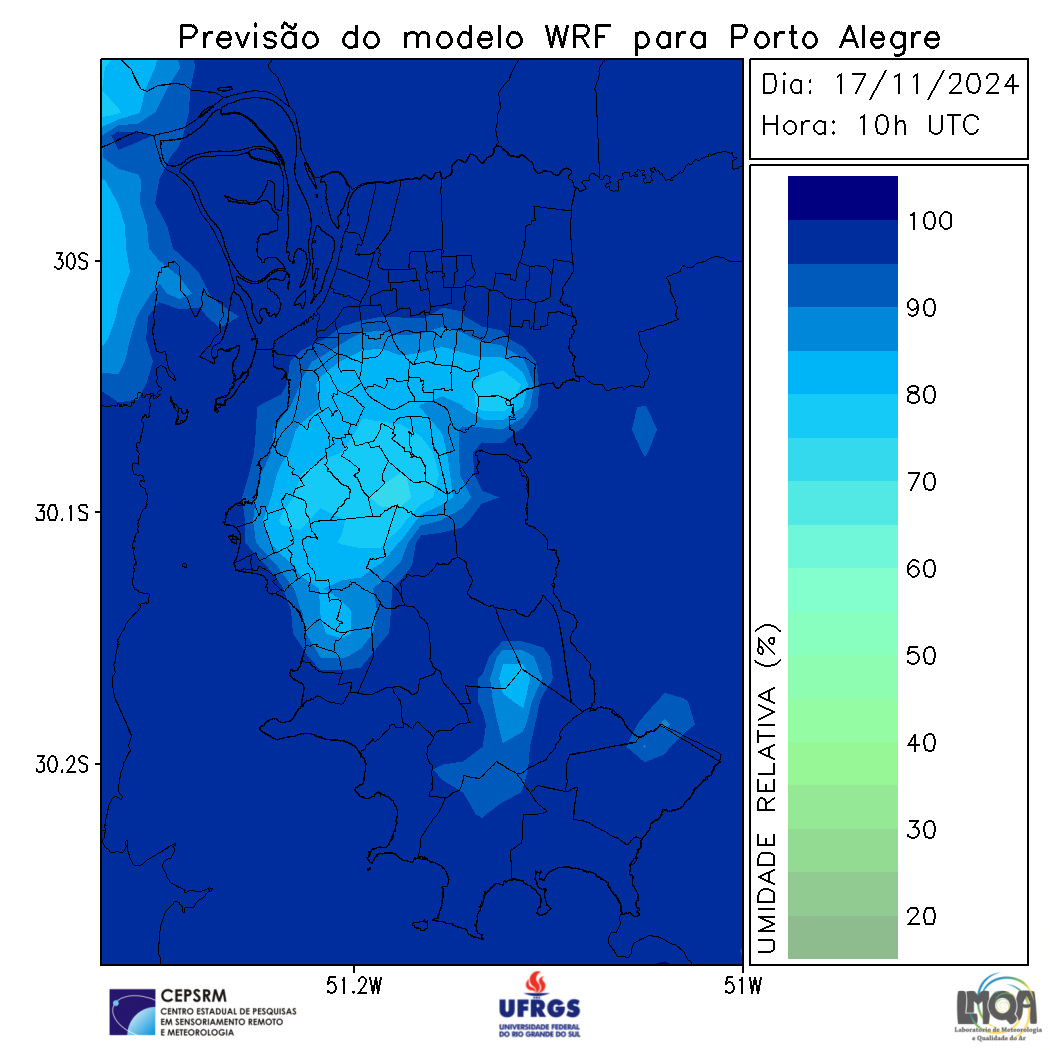 Previsão do modelo WRF para Porto Alegre
Dia: 17/11/2024
Hora: 10h UTC
30S
30.1S
30.2S
51.2W
51W
UMIDADE RELATIVA (%)
100
90
80
70
60
50
40
30
20
CEPSRM
CENTRO ESTADUAL DE PESQUISAS
EM SENSORIAMENTO REMOTO
E METEOROLOGIA
UFRGS
UNIVERSIDADE FEDERAL
DO RIO GRANDE DO SUL
LMQA
Laboratório de Meteorologia
e Qualidade do Ar